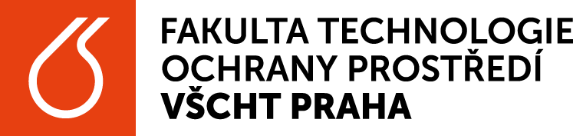 FAKULTA TECHNOLOGIE
OCHRANY PROSTŘEDÍ
VŠCHT PRAHA